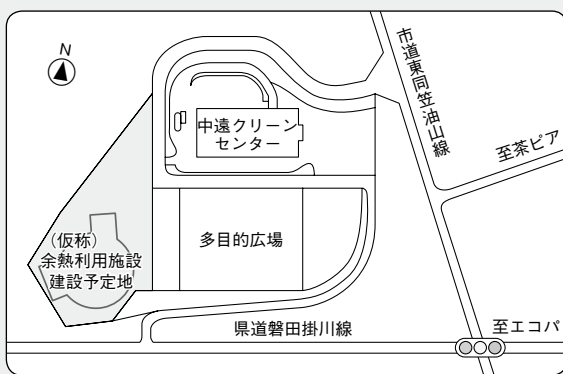 N
市道東同笠油山線
至茶ピア
中遠クリーン
センター
多目的広場
（仮称）
余熱利用施設
建設予定地
県道磐田掛川線
至エコパ